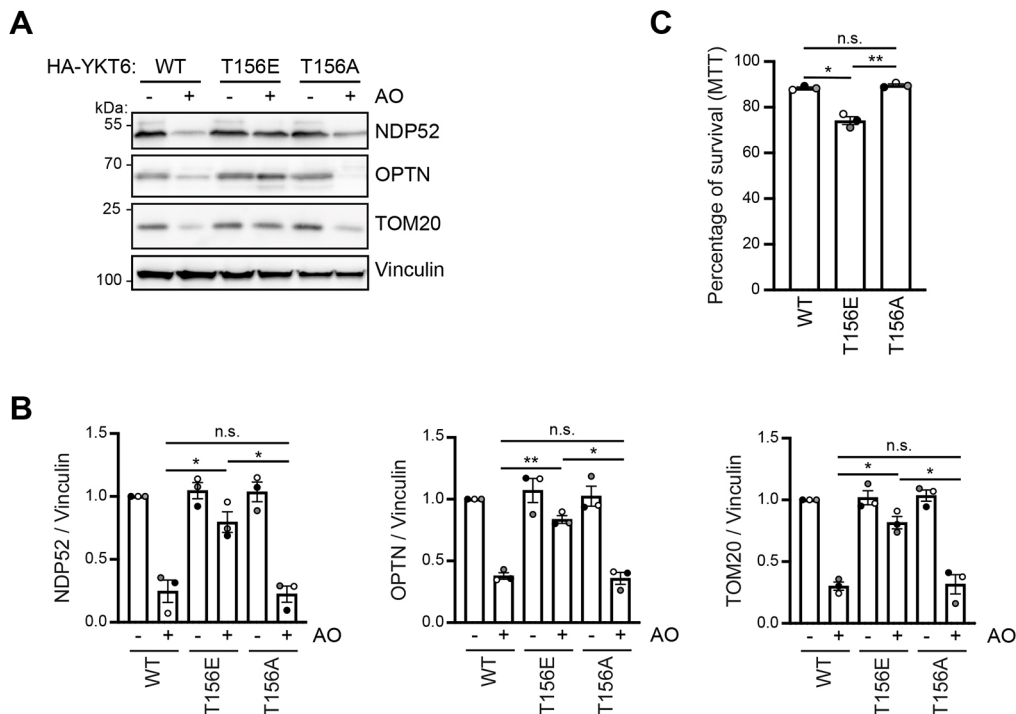 A
HA-YKT6: WT T156E T156A
- + - + - + AO
kDa:
55 NDP52
70 OPTN
25 TOM20
100 Vinculin
C
n.s.
* **
Percentage of survival (MTT)
100
80
60
40
20
0
WT T156E T156A
B
NDP52 / Vinculin
1.5
1.0
0.5
0.0
n.s.
* *
- + - + - + AO
WT T156E T156A
OPTN / Vinculin
1.5
1.0
0.5
0.0
n.s.
** *
- + - + - + AO
WT T156E T156A
TOM20 / Vinculin
1.5
1.0
0.5
0.0
n.s.
* *
- + - + - + AO
WT T156E T156A